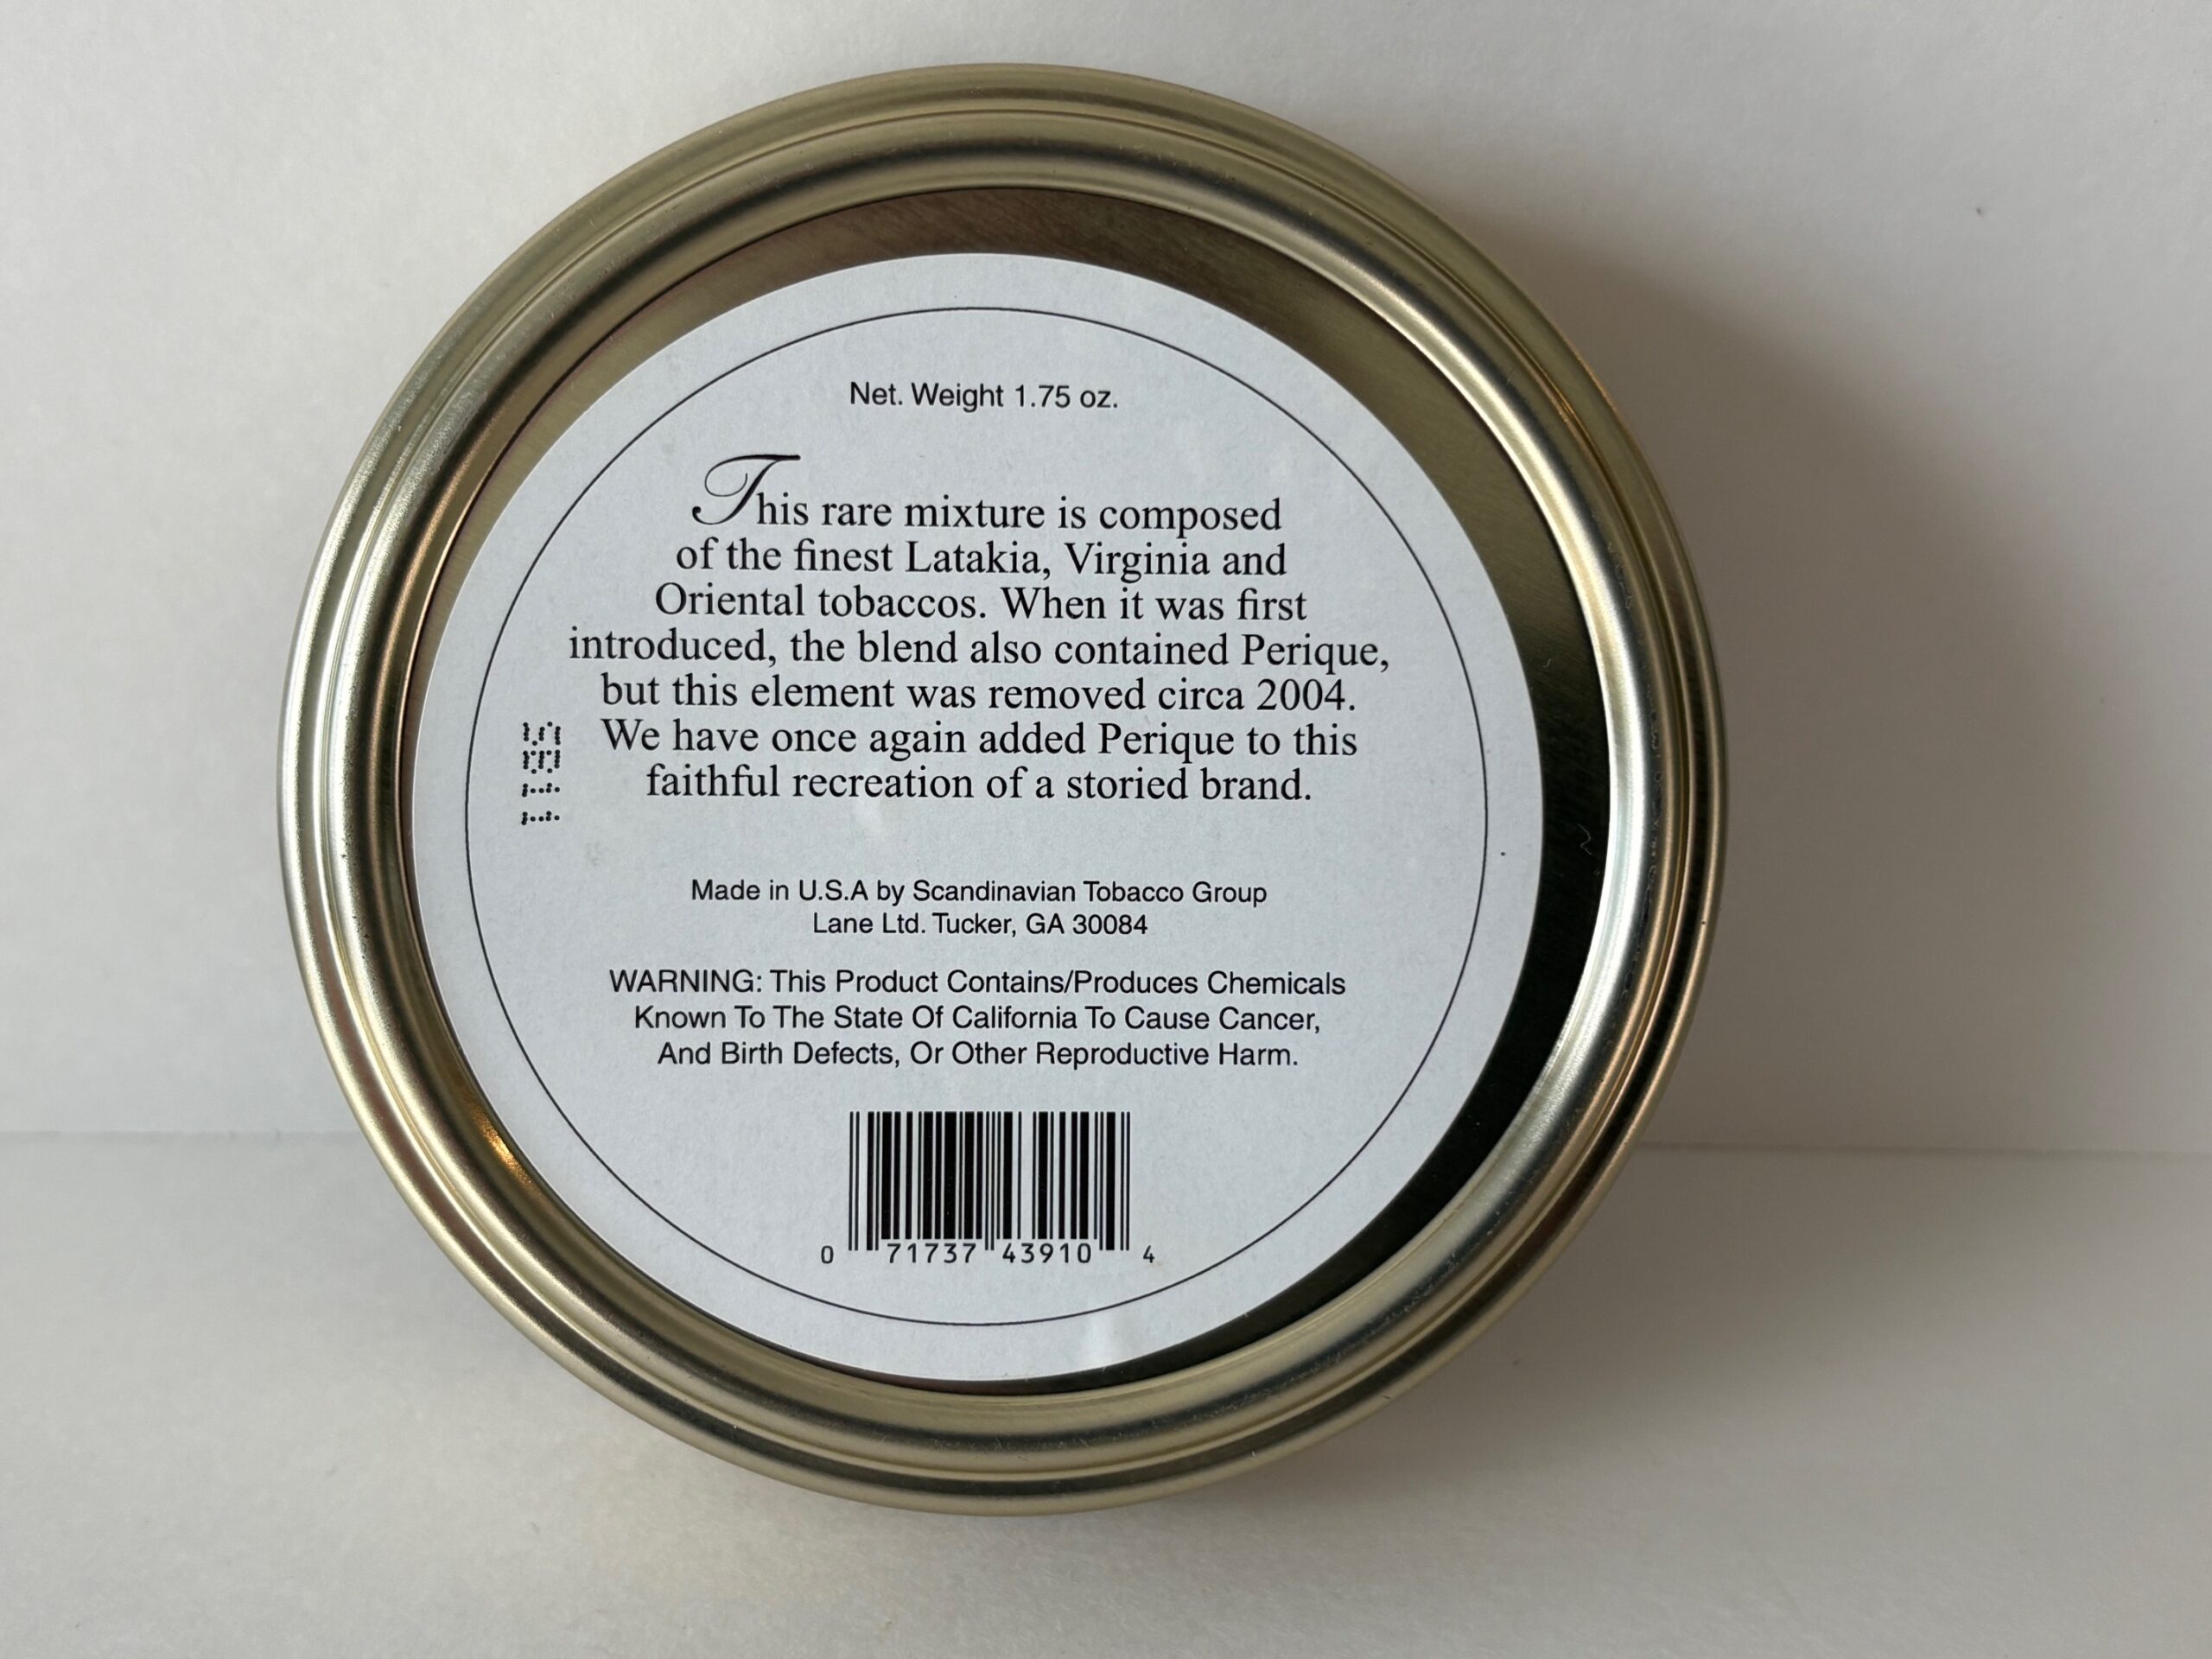 Net. Weight 1.75 oz.
This rare mixture is composed
of the finest Latakia, Virginia and
Oriental tobaccos. When it was first
introduced, the blend also contained Perique,
but this element was removed circa 2004.
We have once again added Perique to this
faithful recreation of a storied brand.
Made in U.S.A by Scandinavian Tobacco Group
Lane Ltd. Tucker, GA 30084
WARNING: This Product Contains/Produces Chemicals
Known To The State Of California To Cause Cancer,
And Birth Defects, Or Other Reproductive Harm.
0 71737 43910 4